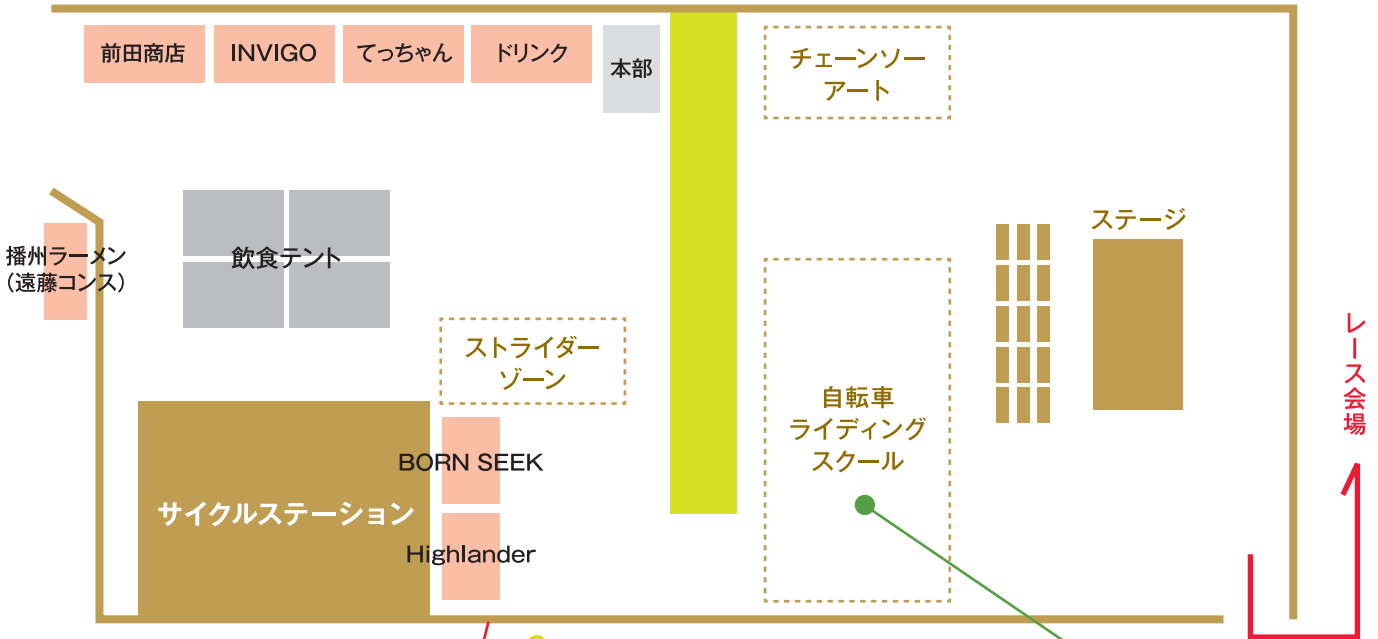 前田商店
INVIGO
てっちゃん
ドリンク
本部
チェーンソー
アート
ステージ
播州ラーメン
(遠藤コンス)
飲食テント
ストライダー
ゾーン
レース会場
自転車
ライディング
スクール
BORN SEEK
サイクルステーション
Highlander